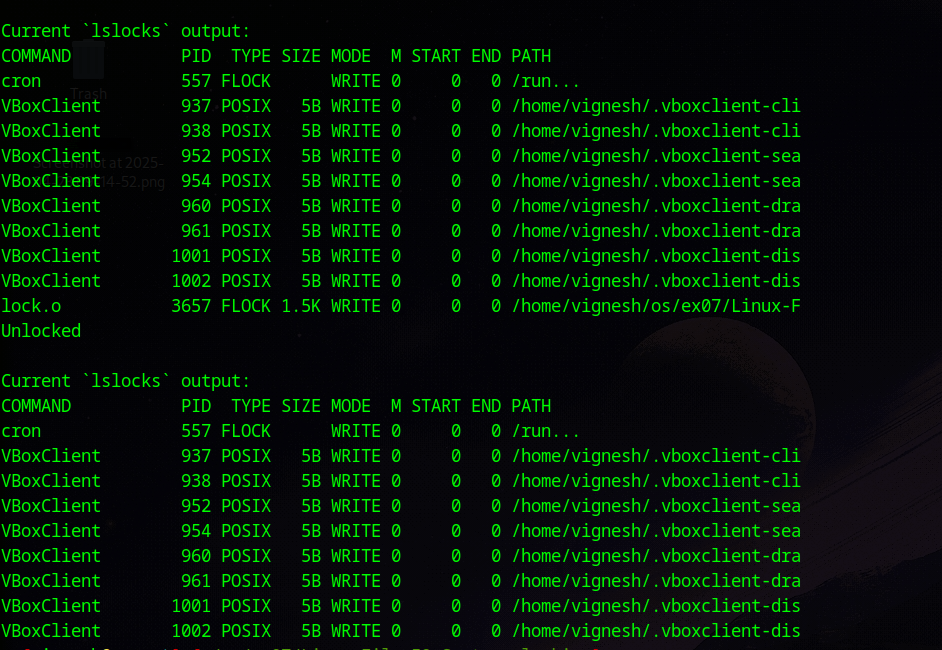 Current `lslocks` output:
COMMAND           PID  TYPE SIZE MODE  M START END PATH
cron              557 FLOCK      WRITE 0     0   0 /run...
VBoxClient        937 POSIX   5B WRITE 0     0   0 /home/vignesh/.vboxclient-cli
VBoxClient        938 POSIX   5B WRITE 0     0   0 /home/vignesh/.vboxclient-cli
VBoxClient        952 POSIX   5B WRITE 0     0   0 /home/vignesh/.vboxclient-sea
VBoxClient        954 POSIX   5B WRITE 0     0   0 /home/vignesh/.vboxclient-sea
VBoxClient        960 POSIX   5B WRITE 0     0   0 /home/vignesh/.vboxclient-dra
VBoxClient        961 POSIX   5B WRITE 0     0   0 /home/vignesh/.vboxclient-dra
VBoxClient       1001 POSIX   5B WRITE 0     0   0 /home/vignesh/.vboxclient-dis
VBoxClient       1002 POSIX   5B WRITE 0     0   0 /home/vignesh/.vboxclient-dis
lock.o           3657 FLOCK 1.5K WRITE 0     0   0 /home/vignesh/os/ex07/Linux-F
Unlocked
Current `lslocks` output:
COMMAND           PID  TYPE SIZE MODE  M START END PATH
cron              557 FLOCK      WRITE 0     0   0 /run...
VBoxClient        937 POSIX   5B WRITE 0     0   0 /home/vignesh/.vboxclient-cli
VBoxClient        938 POSIX   5B WRITE 0     0   0 /home/vignesh/.vboxclient-cli
VBoxClient        952 POSIX   5B WRITE 0     0   0 /home/vignesh/.vboxclient-sea
VBoxClient        954 POSIX   5B WRITE 0     0   0 /home/vignesh/.vboxclient-sea
VBoxClient        960 POSIX   5B WRITE 0     0   0 /home/vignesh/.vboxclient-dra
VBoxClient        961 POSIX   5B WRITE 0     0   0 /home/vignesh/.vboxclient-dra
VBoxClient       1001 POSIX   5B WRITE 0     0   0 /home/vignesh/.vboxclient-dis
VBoxClient       1002 POSIX   5B WRITE 0     0   0 /home/vignesh/.vboxclient-dis
Trash
at 2025-
14-52.png